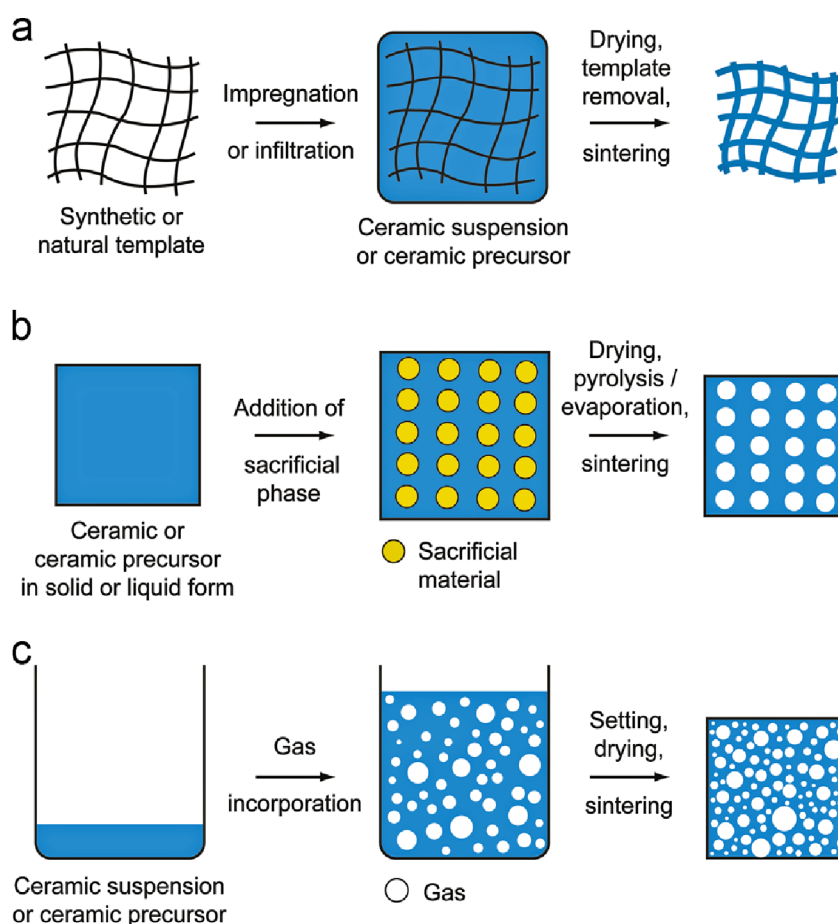 a
Impregnation
or infiltration
Drying,
template
removal,
sintering
Synthetic or
natural template
Ceramic suspension
or ceramic precursor
b
Addition of
sacrificial
phase
Drying,
pyrolysis /
evaporation,
sintering
Ceramic or
ceramic precursor
in solid or liquid form
Sacrificial
material
c
Gas
incorporation
Setting,
drying,
sintering
Ceramic suspension
or ceramic precursor
Gas